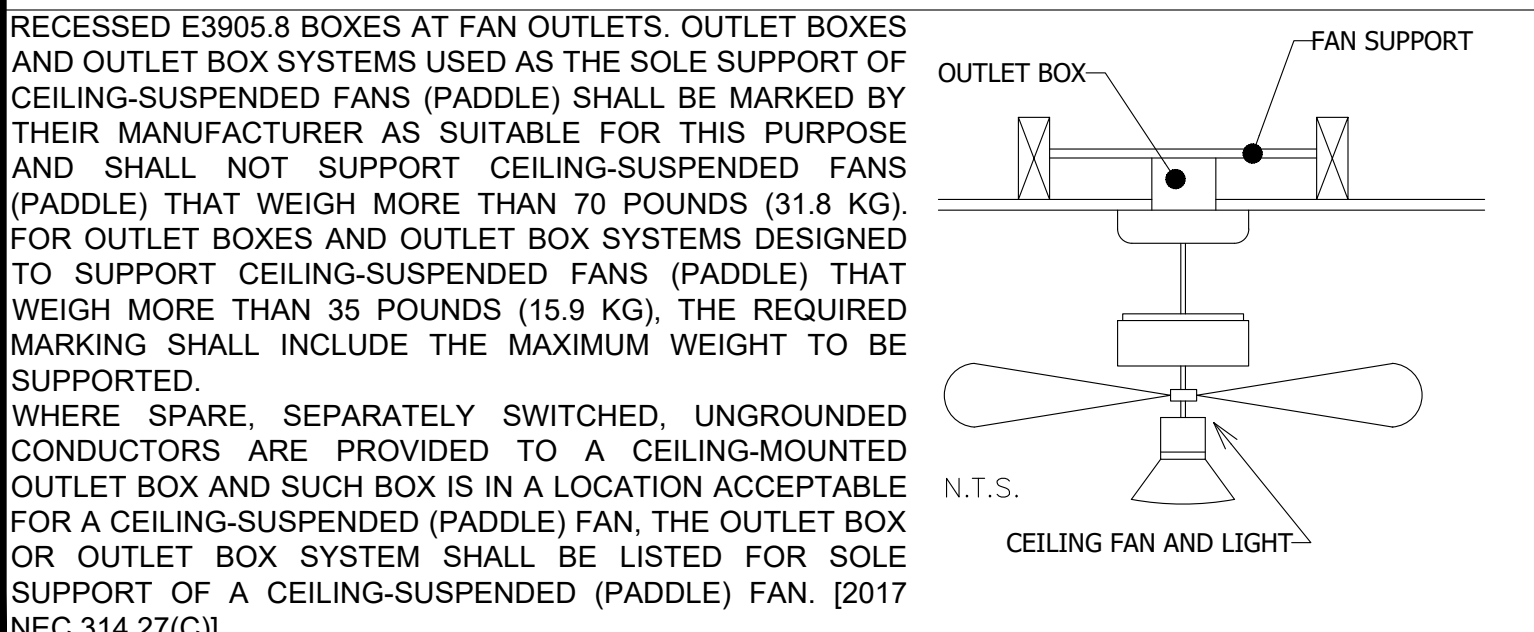 RECESSED E3905.8 BOXES AT FAN OUTLETS. OUTLET BOXES
AND OUTLET BOX SYSTEMS USED AS THE SOLE SUPPORT OF
CEILING-SUSPENDED FANS (PADDLE) SHALL BE MARKED BY
THEIR MANUFACTURER AS SUITABLE FOR THIS PURPOSE
AND SHALL NOT SUPPORT CEILING-SUSPENDED FANS
(PADDLE) THAT WEIGH MORE THAN 70 POUNDS (31.8 KG).
FOR OUTLET BOXES AND OUTLET BOX SYSTEMS DESIGNED
TO SUPPORT CEILING-SUSPENDED FANS (PADDLE) THAT
WEIGH MORE THAN 35 POUNDS (15.9 KG), THE REQUIRED
MARKING SHALL INCLUDE THE MAXIMUM WEIGHT TO BE
SUPPORTED.
WHERE SPARE, SEPARATELY SWITCHED, UNGROUNDED
CONDUCTORS ARE PROVIDED TO A CEILING-MOUNTED
OUTLET BOX AND SUCH BOX IS IN A LOCATION ACCEPTABLE
FOR A CEILING-SUSPENDED (PADDLE) FAN, THE OUTLET BOX
OR OUTLET BOX SYSTEM SHALL BE LISTED FOR SOLE
SUPPORT OF A CEILING-SUSPENDED (PADDLE) FAN. [2017
NEC 314.27(C)]
FAN SUPPORT
OUTLET BOX
N.T.S.
CEILING FAN AND LIGHT